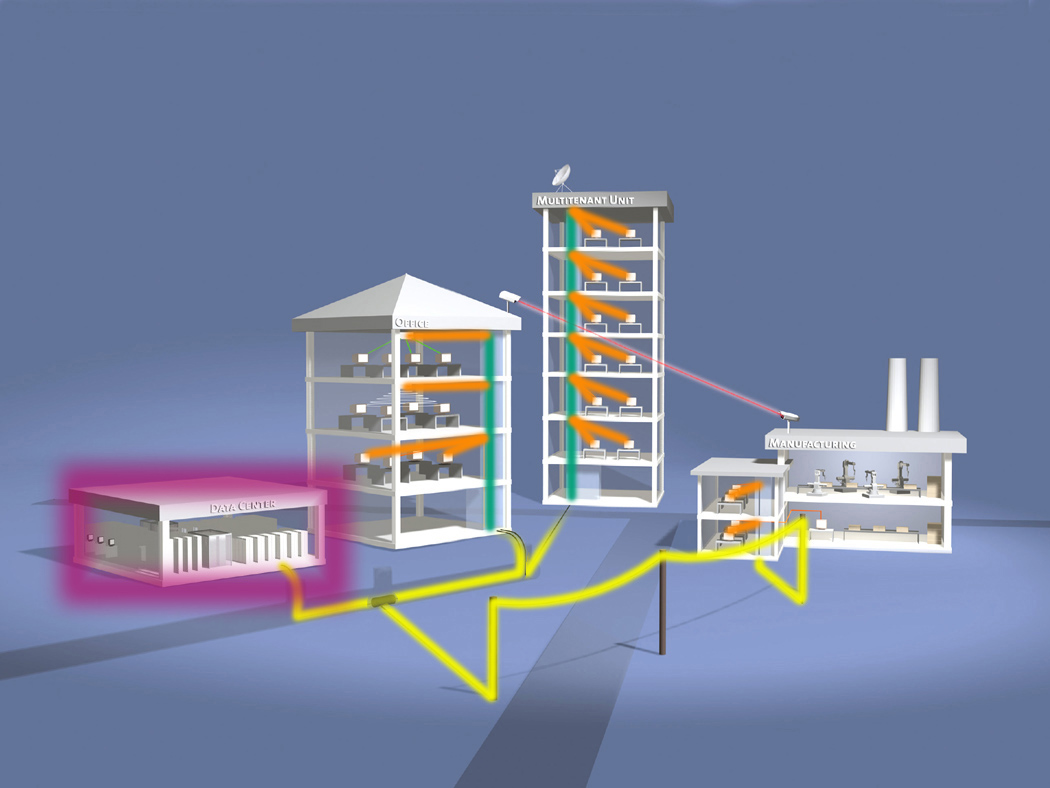 Multitenant Unit
Office
Manufacturing
Data Center